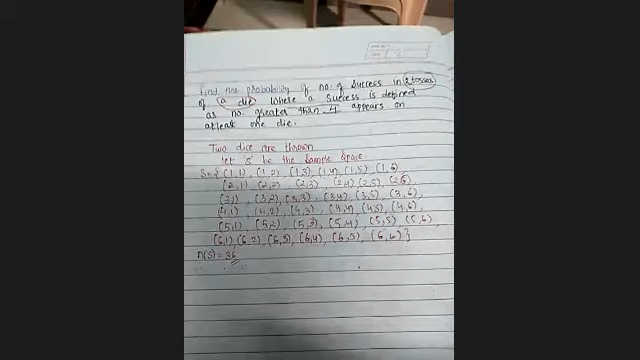 Find the probability of no. of Success in 2 tosses
of a die Where a Success is defined
as no. greater than 4 appears on
atleast one die.
Two dice are thrown
let 'S' be the Sample Space.
S = { (1,1) , (1,2) , (1,3) , (1,4) , (1,5) , (1,6)
(2,1) , (2,2) , (2,3) , (2,4) (2,5) , (2,6)
(3,1) , (3,2) , (3,3) , (3,4) , (3,5) , (3,6)
(4,1) , (4,2) , (4,3) , (4,4) , (4,5) , (4,6)
(5,1) , (5,2) , (5,3) , (5,4) , (5,5) (5,6) ,
(6,1) (6,2) , (6,3) , (6,4) , (6,5) , (6,6) }
n(S) = 36